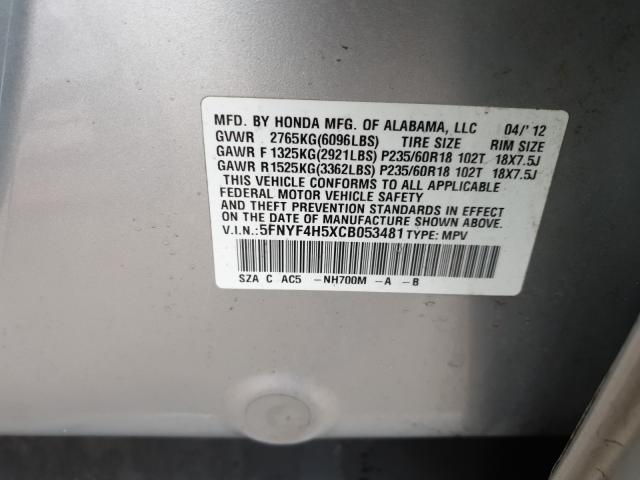 MFD. BY HONDA MFG. OF ALABAMA, LLC 04/'12
GVWR 2765KG(6096LBS) TIRE SIZE RIM SIZE
GAWR F 1325KG(2921LBS) P235/60R18 102T 18X7.5J
GAWR R1525KG(3362LBS) P235/60R18 102T 18X7.5J
THIS VEHICLE CONFORMS TO ALL APPLICABLE
FEDERAL MOTOR VEHICLE SAFETY
AND THEFT PREVENTION STANDARDS IN EFFECT
ON THE DATE OF MANUFACTURE SHOWN ABOVE.
V.I.N.:5FNYF4H5XCB053481 TYPE: MPV
SZA C AC5 -NH700M -A -B